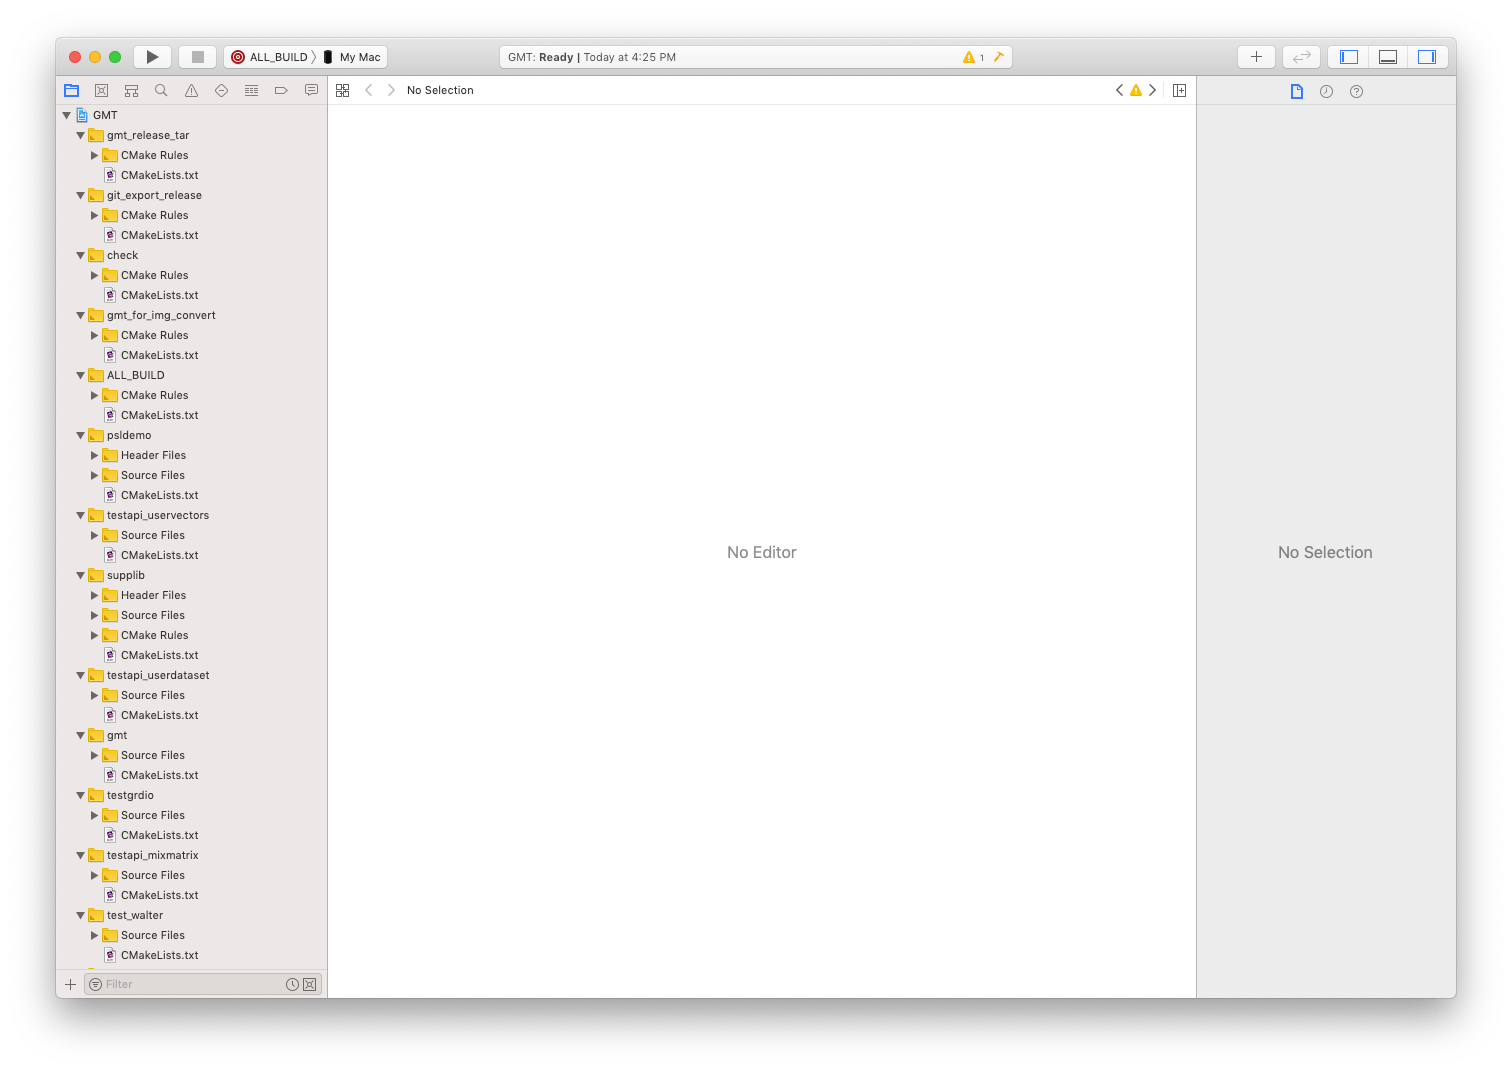 ALL_BUILD My Mac
GMT: Ready | Today at 4:25 PM
1
No Selection
GMT
gmt_release_tar
CMake Rules
CMakeLists.txt
git_export_release
CMake Rules
CMakeLists.txt
check
CMake Rules
CMakeLists.txt
gmt_for_img_convert
CMake Rules
CMakeLists.txt
ALL_BUILD
CMake Rules
CMakeLists.txt
psldemo
Header Files
Source Files
CMakeLists.txt
testapi_uservectors
Source Files
CMakeLists.txt
supplib
Header Files
Source Files
CMake Rules
CMakeLists.txt
testapi_userdataset
Source Files
CMakeLists.txt
gmt
Source Files
CMakeLists.txt
testgrdio
Source Files
CMakeLists.txt
testapi_mixmatrix
Source Files
CMakeLists.txt
test_walter
Source Files
CMakeLists.txt
Filter
No Editor
No Selection